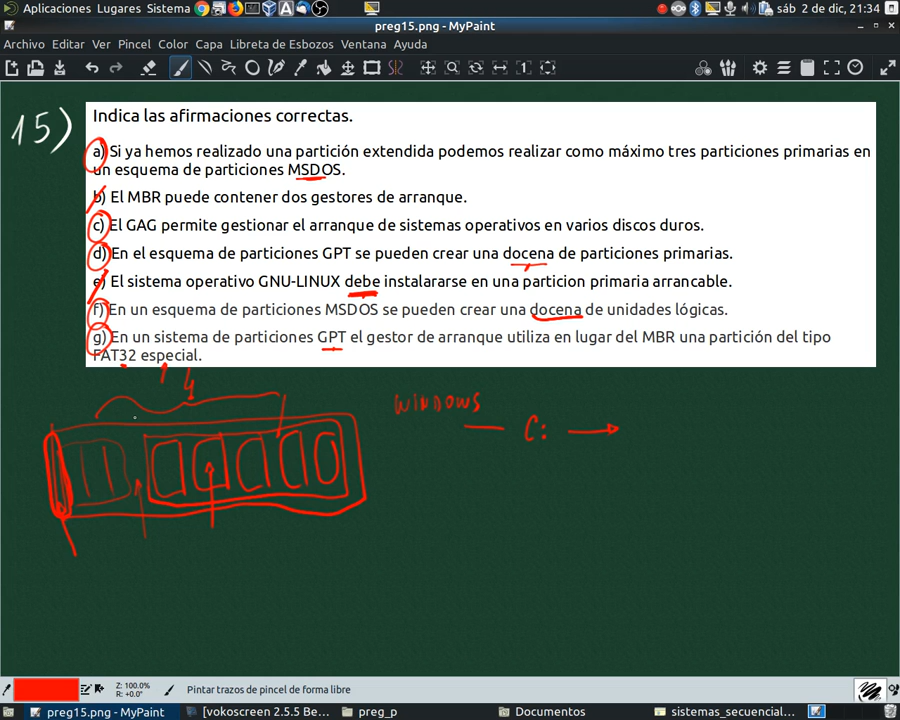 Aplicaciones Lugares Sistema
sáb 2 de dic, 21:34
preg15.png - MyPaint
Archivo Editar Ver Pincel Color Capa Libreta de Esbozos Ventana Ayuda
15)
Indica las afirmaciones correctas.
a) Si ya hemos realizado una partición extendida podemos realizar como máximo tres particiones primarias en
un esquema de particiones MSDOS.
b) El MBR puede contener dos gestores de arranque.
c) El GAG permite gestionar el arranque de sistemas operativos en varios discos duros.
d) En el esquema de particiones GPT se pueden crear una docena de particiones primarias.
e) El sistema operativo GNU-LINUX debe instalararse en una particion primaria arrancable.
f) En un esquema de particiones MSDOS se pueden crear una docena de unidades lógicas.
g) En un sistema de particiones GPT el gestor de arranque utiliza en lugar del MBR una partición del tipo
FAT32 especial.
4
WINDOWS
C:
Z: 100.0%
R: +0.0°
Pintar trazos de pincel de forma libre
preg15.png - MyPaint
[vokoscreen 2.5.5 Be...
preg_p
Documentos
sistemas_secuencial...